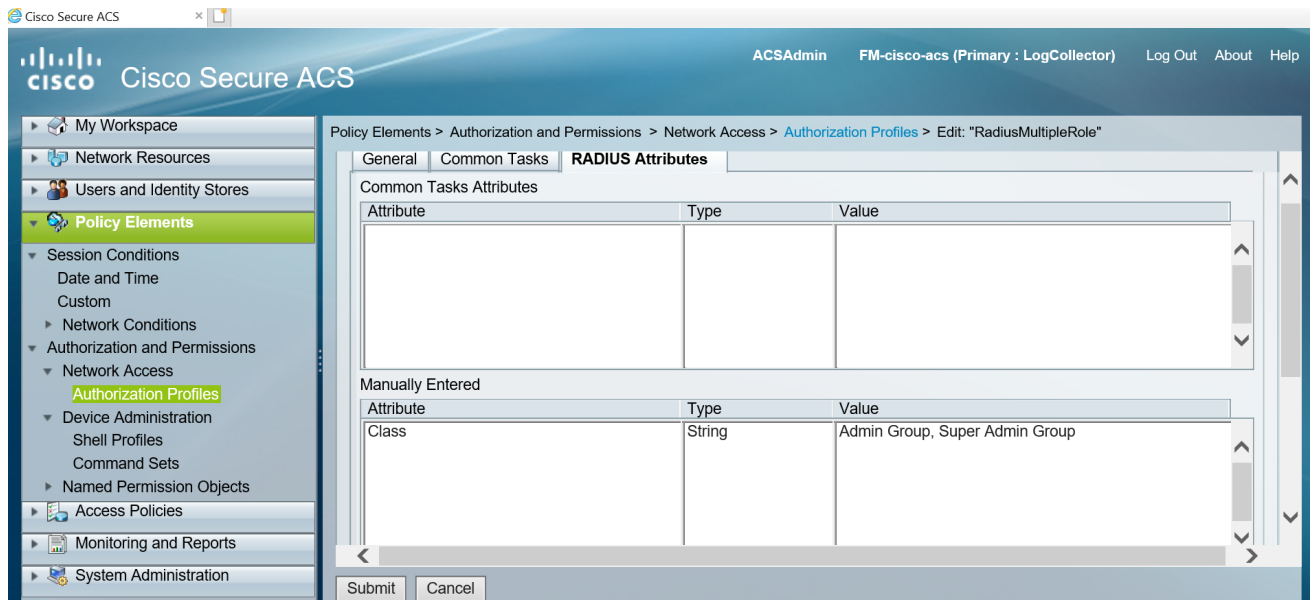 Cisco Secure ACS
CISCO Cisco Secure ACS
ACSAdmin FM-cisco-acs (Primary : LogCollector) Log Out About Help
My Workspace
Network Resources
Users and Identity Stores
Policy Elements
Session Conditions
Date and Time
Custom
Network Conditions
Authorization and Permissions
Network Access
Authorization Profiles
Device Administration
Shell Profiles
Command Sets
Named Permission Objects
Access Policies
Monitoring and Reports
System Administration
Policy Elements > Authorization and Permissions > Network Access > Authorization Profiles > Edit: "RadiusMultipleRole"
General Common Tasks RADIUS Attributes
Common Tasks Attributes
Attribute Type Value
Manually Entered
Attribute Type Value
Class String Admin Group, Super Admin Group
Submit Cancel